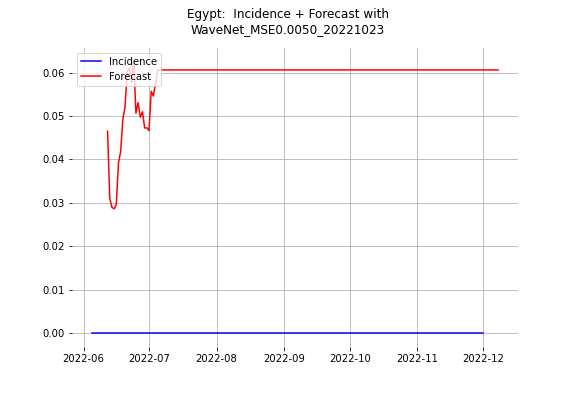 Egypt:  Incidence + Forecast with
WaveNet_MSE0.0050_20221023
Incidence
Forecast
0.06
0.05
0.04
0.03
0.02
0.01
0.00
2022-06 2022-07 2022-08 2022-09 2022-10 2022-11 2022-12